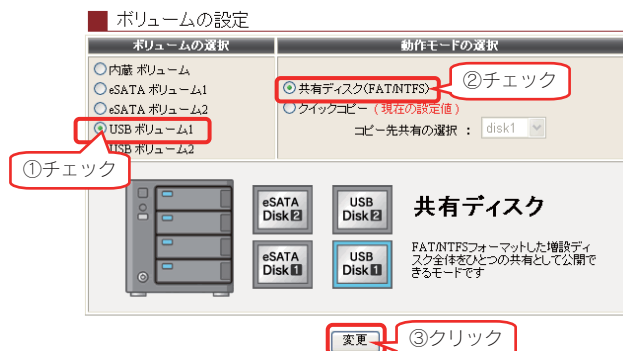 ボリュームの設定
ボリュームの選択
動作モードの選択
内蔵 ボリューム
eSATA ボリューム1
eSATA ボリューム2
USB ボリューム1
USB ボリューム2
①チェック
共有ディスク(FAT/NTFS)
②チェック
クイックコピー (現在の設定値)
コピー先共有の選択 : disk1
eSATA Disk 2
USB Disk 2
eSATA Disk 1
USB Disk 1
共有ディスク
FAT/NTFSフォーマットした増設ディ
スク全体をひとつの共有として公開で
きるモードです
変更
③クリック